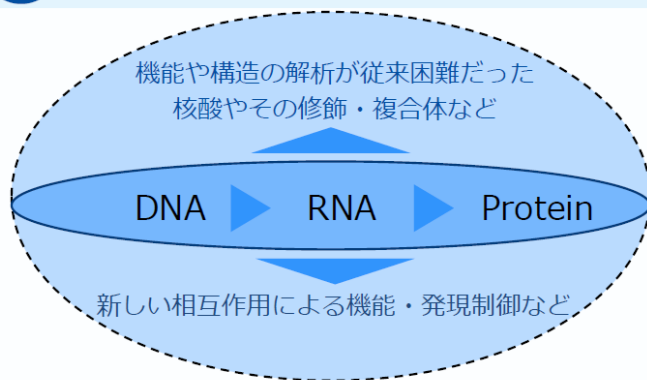 機能や構造の解析が従来困難だった
核酸やその修飾・複合体など
DNA RNA Protein
新しい相互作用による機能・発現制御など